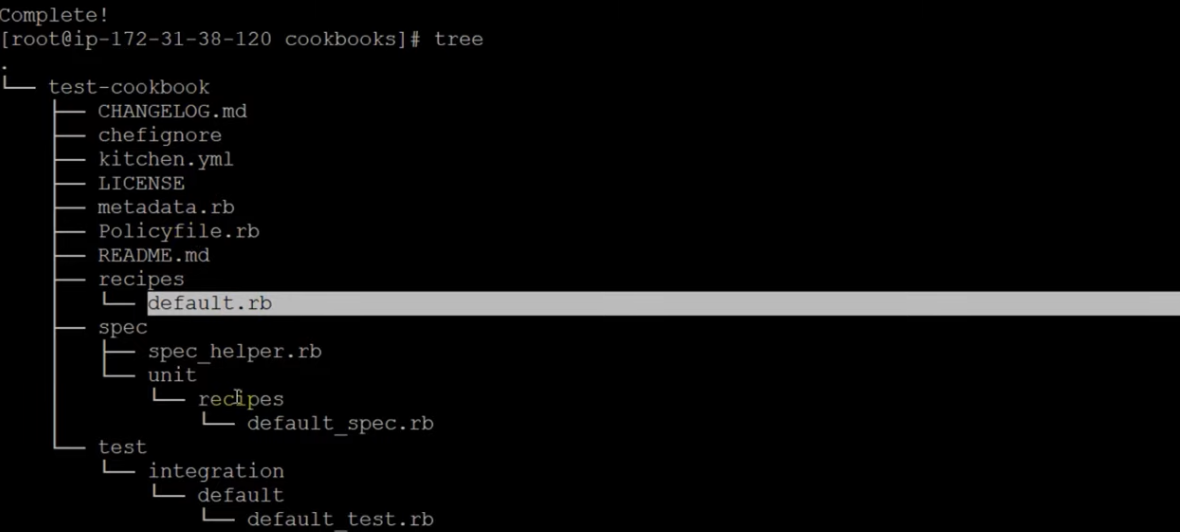 Complete!
[root@ip-172-31-38-120 cookbooks]# tree
.
└── test-cookbook
    ├── CHANGELOG.md
    ├── chefignore
    ├── kitchen.yml
    ├── LICENSE
    ├── metadata.rb
    ├── Policyfile.rb
    ├── README.md
    ├── recipes
    │   └── default.rb
    ├── spec
    │   ├── spec_helper.rb
    │   └── unit
    │       └── recipes
    │           └── default_spec.rb
    └── test
        └── integration
            └── default
                └── default_test.rb